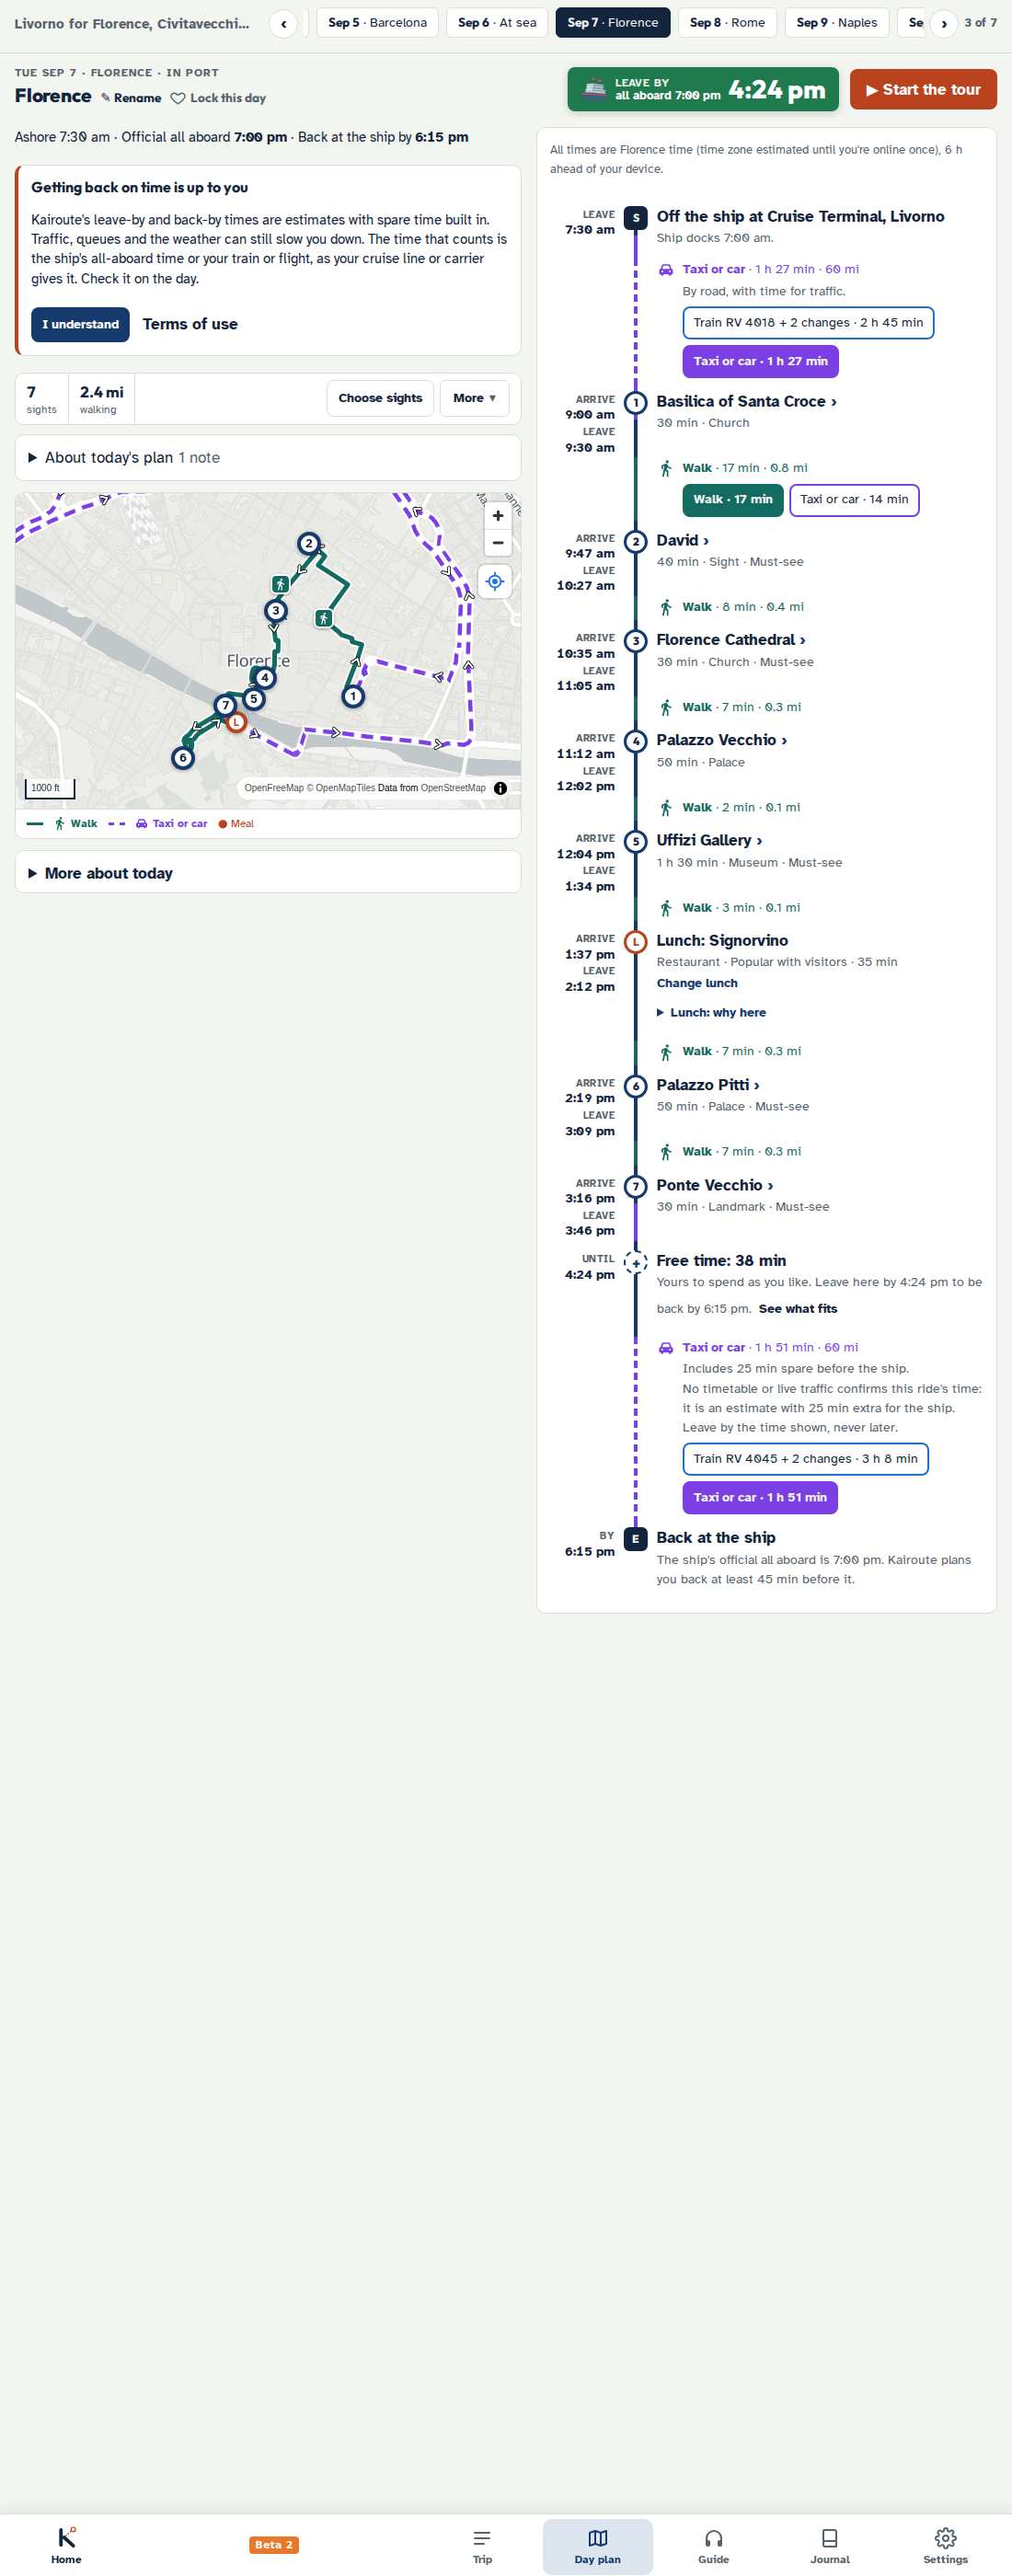 Livorno for Florence, Civitavecchi...
‹
Sep 5 · Barcelona
Sep 6 · At sea
Sep 7 · Florence
Sep 8 · Rome
Sep 9 · Naples
Se
›
3 of 7
TUE SEP 7 · FLORENCE · IN PORT
Florence ✎ Rename Lock this day
LEAVE BY
all aboard 7:00 pm
4:24 pm
▶ Start the tour
Ashore 7:30 am · Official all aboard 7:00 pm · Back at the ship by 6:15 pm
Getting back on time is up to you
Kairoute's leave-by and back-by times are estimates with spare time built in.
Traffic, queues and the weather can still slow you down. The time that counts is
the ship's all-aboard time or your train or flight, as your cruise line or carrier
gives it. Check it on the day.
I understand
Terms of use
7
sights
2.4 mi
walking
Choose sights
More ▼
▶ About today's plan 1 note
+
−
2
3
Florence
4
5
7
L
1
6
1000 ft
OpenFreeMap © OpenMapTiles Data from OpenStreetMap
Walk
Taxi or car
Meal
▶ More about today
All times are Florence time (time zone estimated until you're online once), 6 h
ahead of your device.
LEAVE
7:30 am
S
Off the ship at Cruise Terminal, Livorno
Ship docks 7:00 am.
Taxi or car · 1 h 27 min · 60 mi
By road, with time for traffic.
Train RV 4018 + 2 changes · 2 h 45 min
Taxi or car · 1 h 27 min
ARRIVE
9:00 am
LEAVE
9:30 am
1
Basilica of Santa Croce ›
30 min · Church
Walk · 17 min · 0.8 mi
Walk · 17 min
Taxi or car · 14 min
ARRIVE
9:47 am
LEAVE
10:27 am
2
David ›
40 min · Sight · Must-see
Walk · 8 min · 0.4 mi
ARRIVE
10:35 am
LEAVE
11:05 am
3
Florence Cathedral ›
30 min · Church · Must-see
Walk · 7 min · 0.3 mi
ARRIVE
11:12 am
LEAVE
12:02 pm
4
Palazzo Vecchio ›
50 min · Palace
Walk · 2 min · 0.1 mi
ARRIVE
12:04 pm
LEAVE
1:34 pm
5
Uffizi Gallery ›
1 h 30 min · Museum · Must-see
Walk · 3 min · 0.1 mi
ARRIVE
1:37 pm
LEAVE
2:12 pm
L
Lunch: Signorvino
Restaurant · Popular with visitors · 35 min
Change lunch
▶ Lunch: why here
Walk · 7 min · 0.3 mi
ARRIVE
2:19 pm
LEAVE
3:09 pm
6
Palazzo Pitti ›
50 min · Palace · Must-see
Walk · 7 min · 0.3 mi
ARRIVE
3:16 pm
LEAVE
3:46 pm
7
Ponte Vecchio ›
30 min · Landmark · Must-see
UNTIL
4:24 pm
+
Free time: 38 min
Yours to spend as you like. Leave here by 4:24 pm to be
back by 6:15 pm. See what fits
Taxi or car · 1 h 51 min · 60 mi
Includes 25 min spare before the ship.
No timetable or live traffic confirms this ride's time:
it is an estimate with 25 min extra for the ship.
Leave by the time shown, never later.
Train RV 4045 + 2 changes · 3 h 8 min
Taxi or car · 1 h 51 min
BY
6:15 pm
E
Back at the ship
The ship's official all aboard is 7:00 pm. Kairoute plans
you back at least 45 min before it.
Home
Beta 2
Trip
Day plan
Guide
Journal
Settings